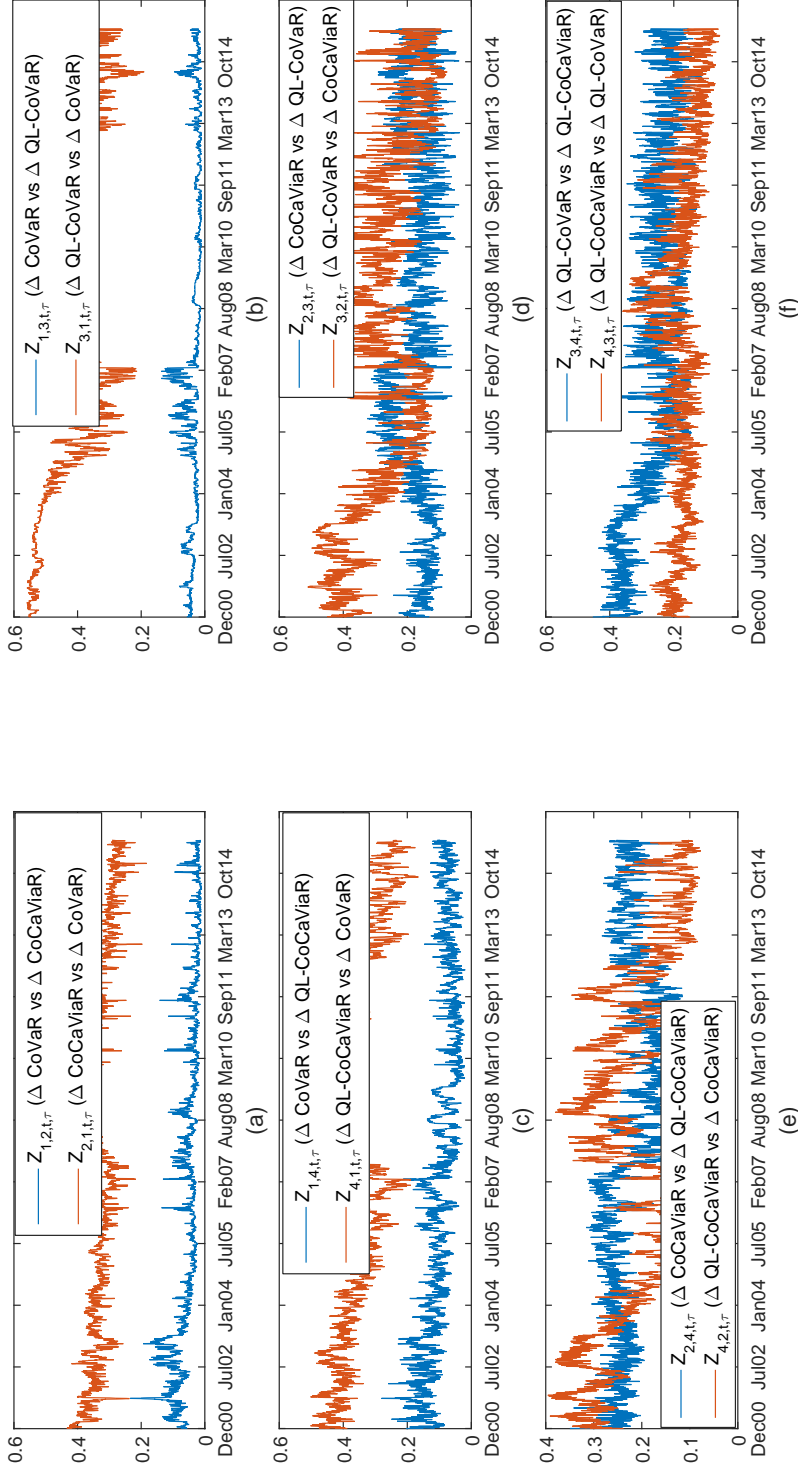 0.6
0.4
0.2
0
Z1,2,t,τ (Δ CoVaR vs Δ CoCaViaR)
Z2,1,t,τ (Δ CoCaViaR vs Δ CoVaR)
Dec00 Jul02 Jan04 Jul05 Feb07 Aug08 Mar10 Sep11 Mar13 Oct14
(a)
0.6
0.4
0.2
0
Z1,3,t,τ (Δ CoVaR vs Δ QL-CoVaR)
Z3,1,t,τ (Δ QL-CoVaR vs Δ CoVaR)
Dec00 Jul02 Jan04 Jul05 Feb07 Aug08 Mar10 Sep11 Mar13 Oct14
(b)
0.6
0.4
0.2
0
Z1,4,t,τ (Δ CoVaR vs Δ QL-CoCaViaR)
Z4,1,t,τ (Δ QL-CoCaViaR vs Δ CoVaR)
Dec00 Jul02 Jan04 Jul05 Feb07 Aug08 Mar10 Sep11 Mar13 Oct14
(c)
0.6
0.4
0.2
0
Z2,3,t,τ (Δ CoCaViaR vs Δ QL-CoVaR)
Z3,2,t,τ (Δ QL-CoVaR vs Δ CoCaViaR)
Dec00 Jul02 Jan04 Jul05 Feb07 Aug08 Mar10 Sep11 Mar13 Oct14
(d)
0.4
0.3
0.2
0.1
0
Z2,4,t,τ (Δ CoCaViaR vs Δ QL-CoCaViaR)
Z4,2,t,τ (Δ QL-CoCaViaR vs Δ CoCaViaR)
Dec00 Jul02 Jan04 Jul05 Feb07 Aug08 Mar10 Sep11 Mar13 Oct14
(e)
0.6
0.4
0.2
0
Z3,4,t,τ (Δ QL-CoVaR vs Δ QL-CoCaViaR)
Z4,3,t,τ (Δ QL-CoCaViaR vs Δ QL-CoVaR)
Dec00 Jul02 Jan04 Jul05 Feb07 Aug08 Mar10 Sep11 Mar13 Oct14
(f)